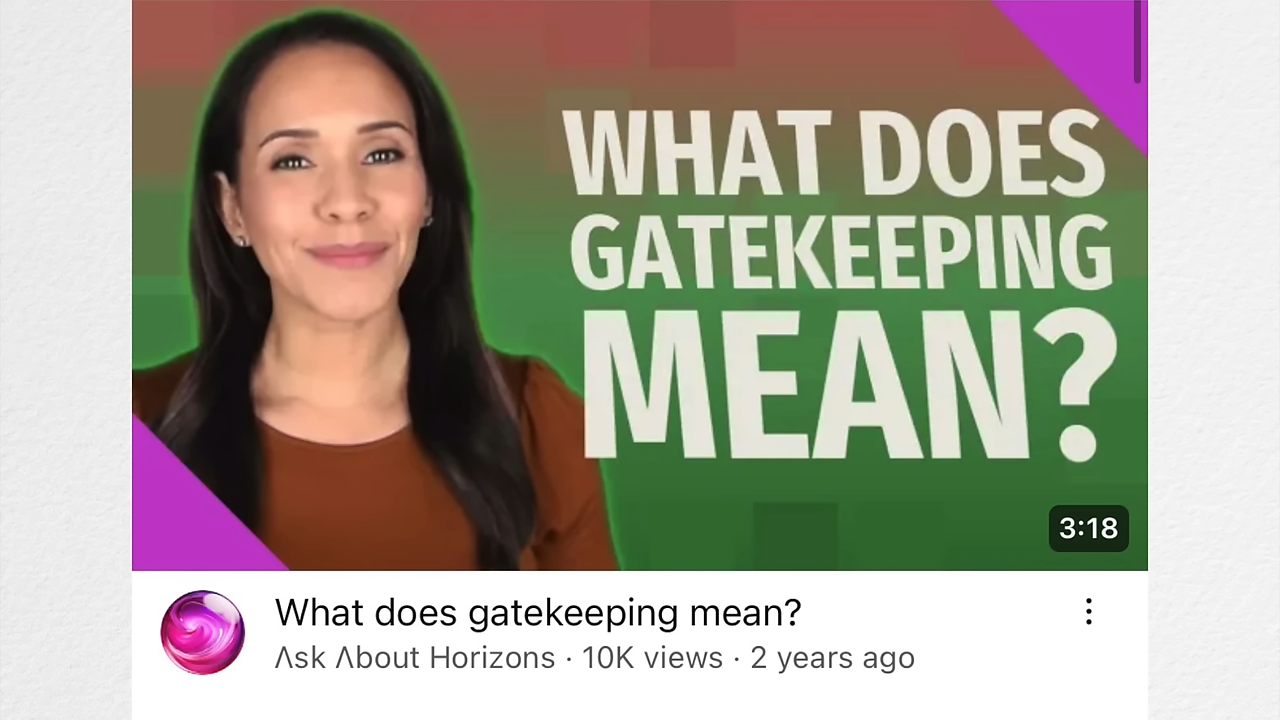 WHAT DOES
GATEKEEPING
MEAN?
3:18
What does gatekeeping mean?
Λsk Λbout Horizons · 10K views · 2 years ago